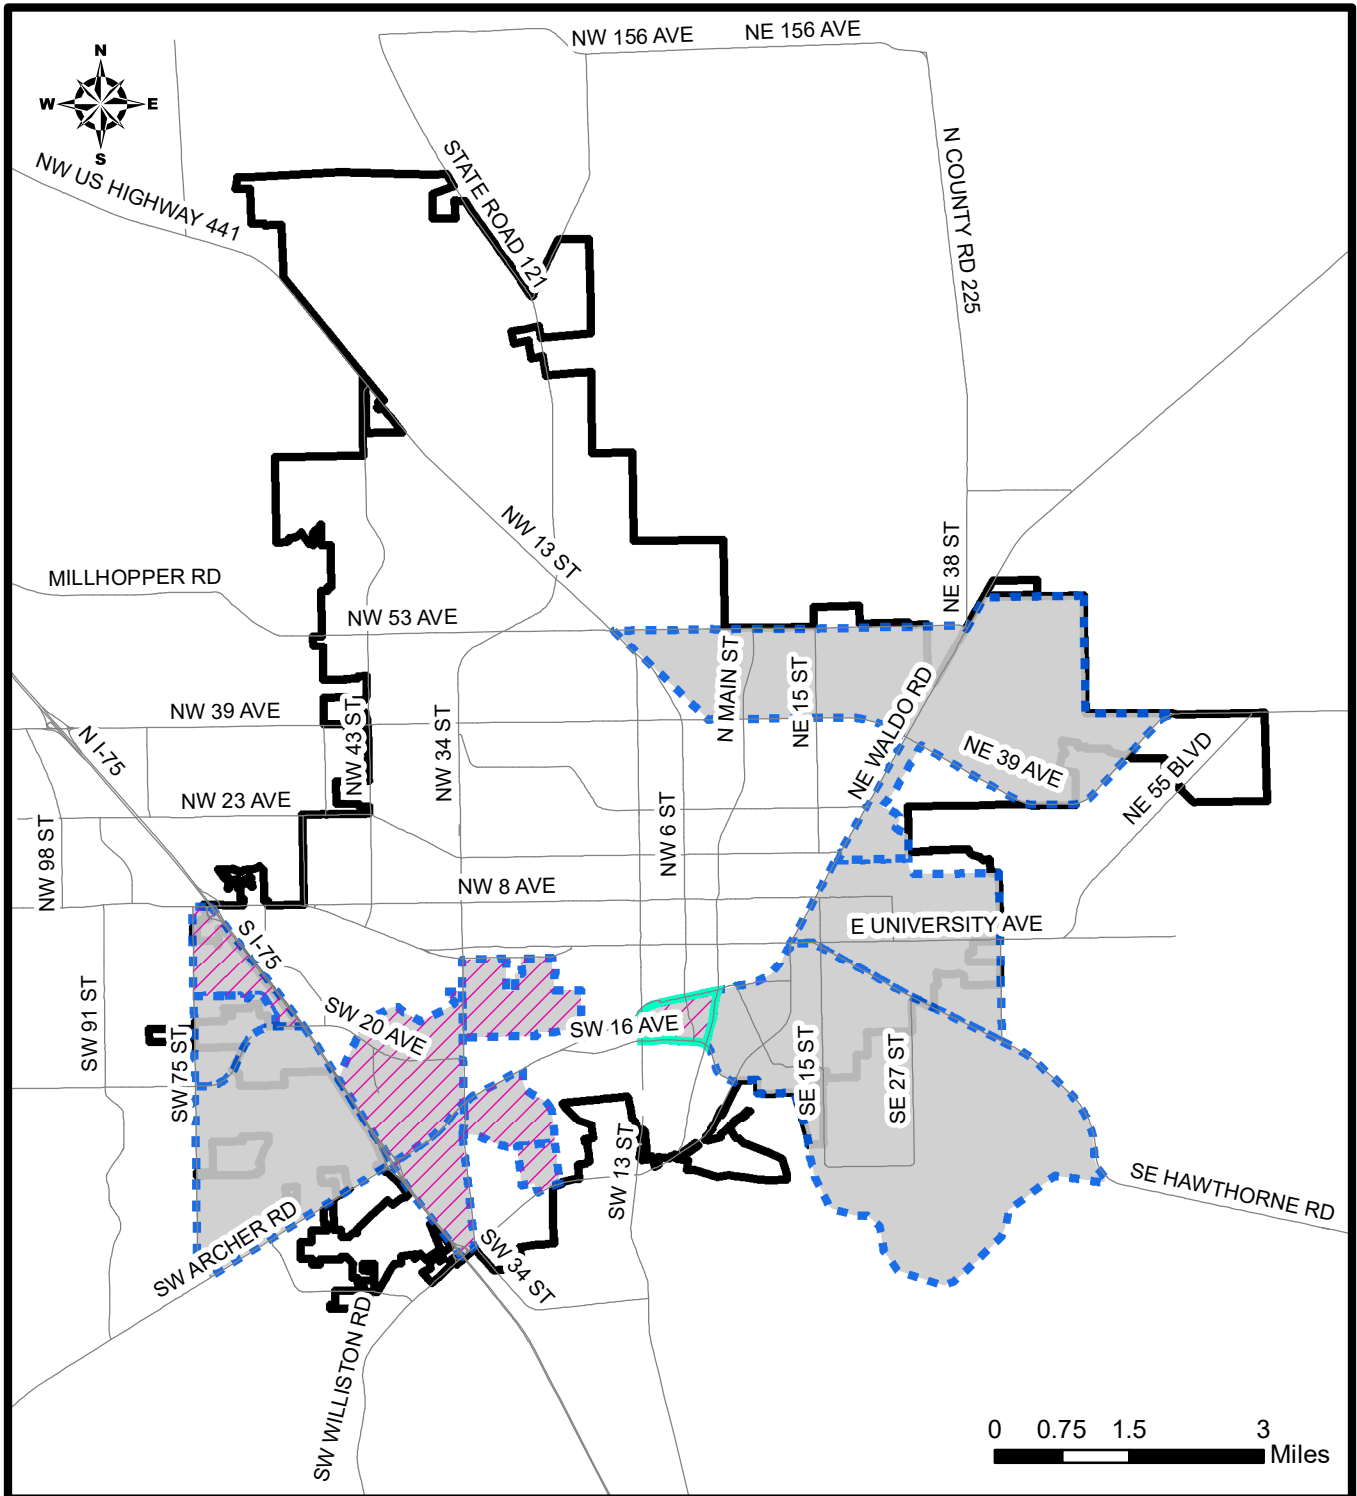 NW 156 AVE
NE 156 AVE
N
W
E
S
NW US HIGHWAY 441
STATE ROAD 121
N COUNTY RD 225
NW 13 ST
MILLHOPPER RD
NW 53 AVE
NE 38 ST
N MAIN ST
NE 15 ST
NE WALDO RD
NW 39 AVE
NW 43 ST
NW 34 ST
N I-75
NE 39 AVE
NE 55 BLVD
NW 23 AVE
NW 98 ST
NW 6 ST
NW 8 AVE
E UNIVERSITY AVE
S I-75
SW 91 ST
SW 20 AVE
SW 16 AVE
SW 75 ST
SE 15 ST
SE 27 ST
SW 13 ST
SE HAWTHORNE RD
SW ARCHER RD
SW 34 ST
SW WILLISTON RD
0 0.75 1.5 3
Miles